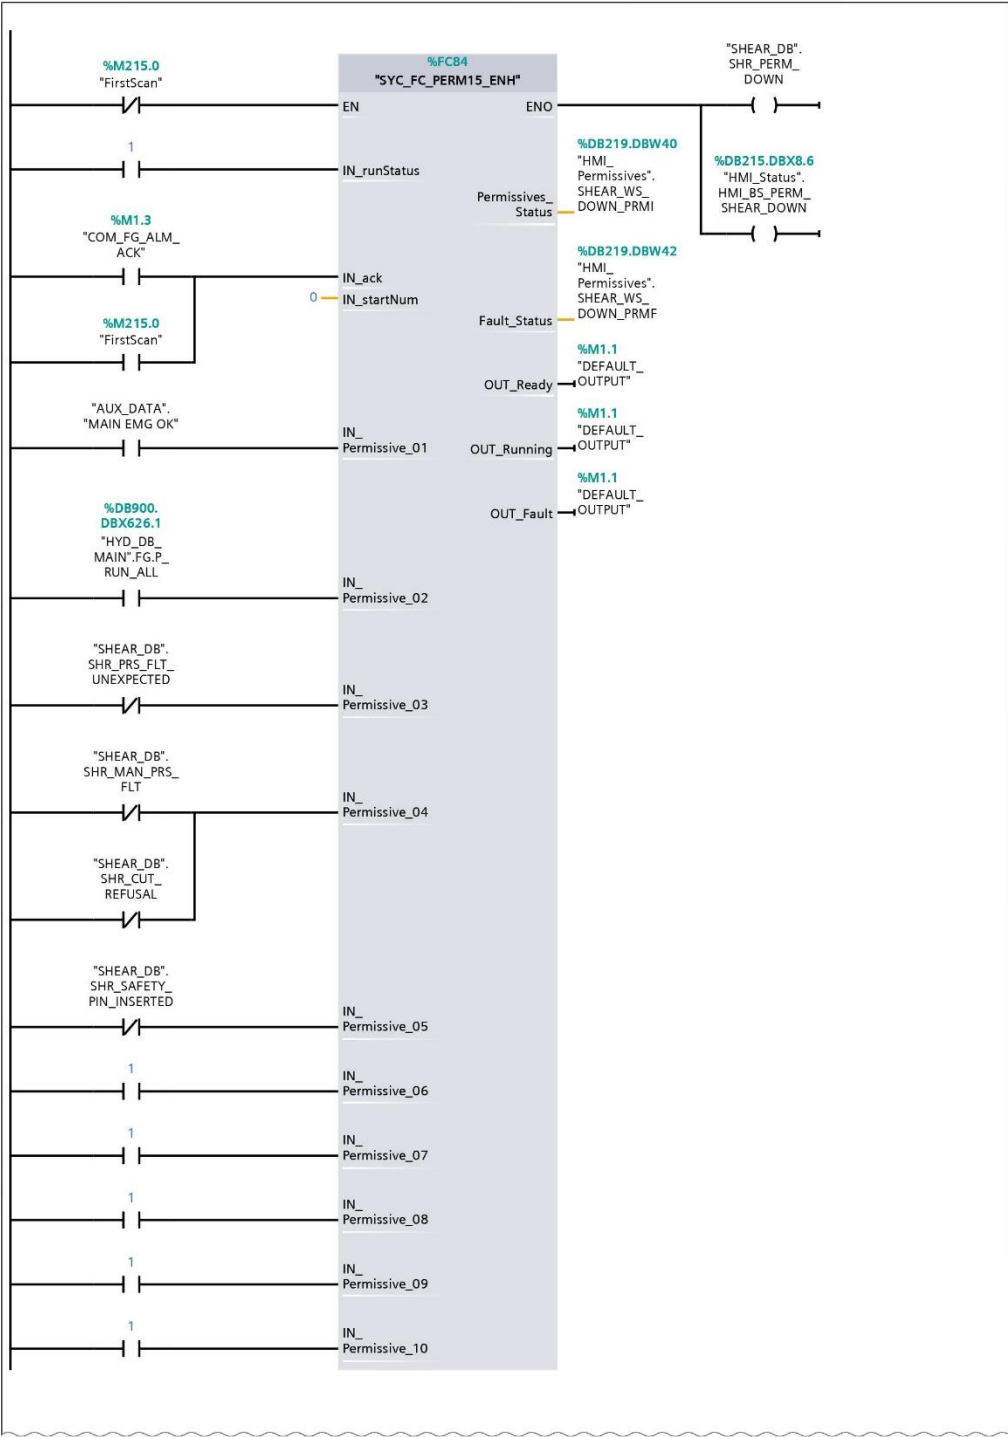 %M215.0
"FirstScan"
%FC84
"SYC_FC_PERM15_ENH"
EN
ENO
"SHEAR_DB".
SHR_PERM_
DOWN
1
IN_runStatus
%DB219.DBW40
"HMI_
Permissives".
SHEAR_WS_
DOWN_PRMI
Permissives_
Status
%DB215.DBX8.6
"HMI_Status".
HMI_BS_PERM_
SHEAR_DOWN
%M1.3
"COM_FG_ALM_
ACK"
IN_ack
0
IN_startNum
%DB219.DBW42
"HMI_
Permissives".
SHEAR_WS_
DOWN_PRMF
Fault_Status
%M215.0
"FirstScan"
%M1.1
"DEFAULT_
OUTPUT"
OUT_Ready
"AUX_DATA".
"MAIN EMG OK"
IN_
Permissive_01
%M1.1
"DEFAULT_
OUTPUT"
OUT_Running
%M1.1
"DEFAULT_
OUTPUT"
OUT_Fault
%DB900.
DBX626.1
"HYD_DB_
MAIN".FG.P_
RUN_ALL
IN_
Permissive_02
"SHEAR_DB".
SHR_PRS_FLT_
UNEXPECTED
IN_
Permissive_03
"SHEAR_DB".
SHR_MAN_PRS_
FLT
IN_
Permissive_04
"SHEAR_DB".
SHR_CUT_
REFUSAL
"SHEAR_DB".
SHR_SAFETY_
PIN_INSERTED
IN_
Permissive_05
1
IN_
Permissive_06
1
IN_
Permissive_07
1
IN_
Permissive_08
1
IN_
Permissive_09
1
IN_
Permissive_10